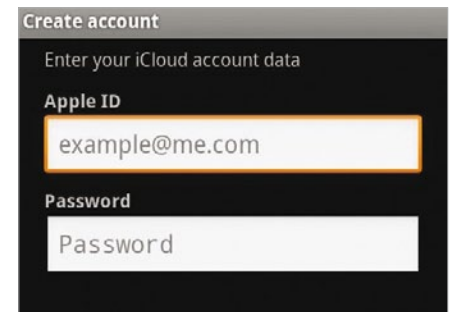 Create account
Enter your iCloud account data
Apple ID
example@me.com
Password
Password